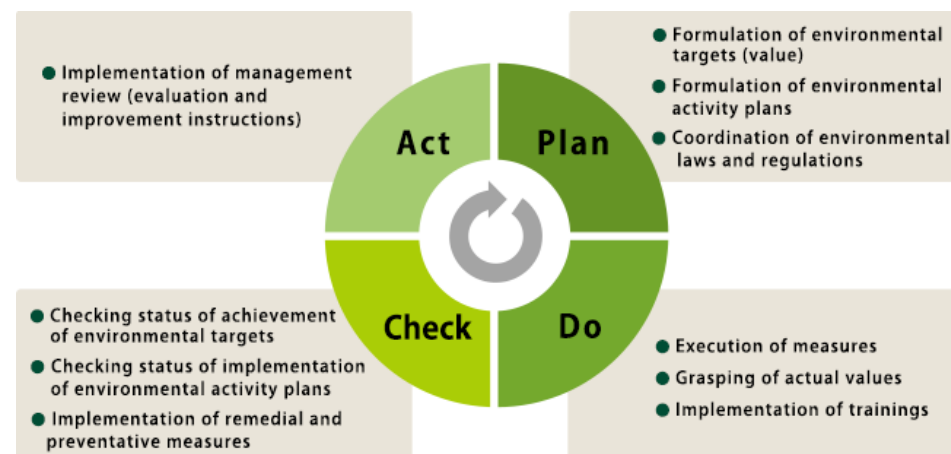 Implementation of management
review (evaluation and
improvement instructions)
Act
Plan
Formulation of environmental
targets (value)
Formulation of environmental
activity plans
Coordination of environmental
laws and regulations
Checking status of achievement
of environmental targets
Checking status of implementation
of environmental activity plans
Implementation of remedial and
preventative measures
Check
Do
Execution of measures
Grasping of actual values
Implementation of trainings